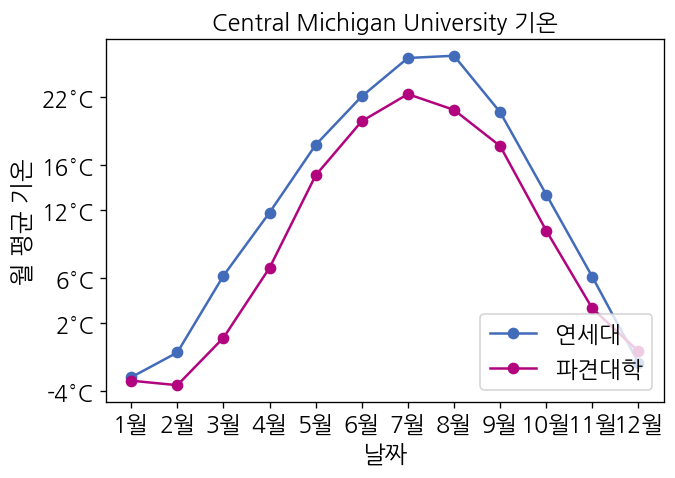 Central Michigan University 기온
월 평균 기온
22˚C
16˚C
12˚C
6˚C
2˚C
-4˚C
연세대
파견대학
1월 2월 3월 4월 5월 6월 7월 8월 9월 10월 11월 12월
날짜